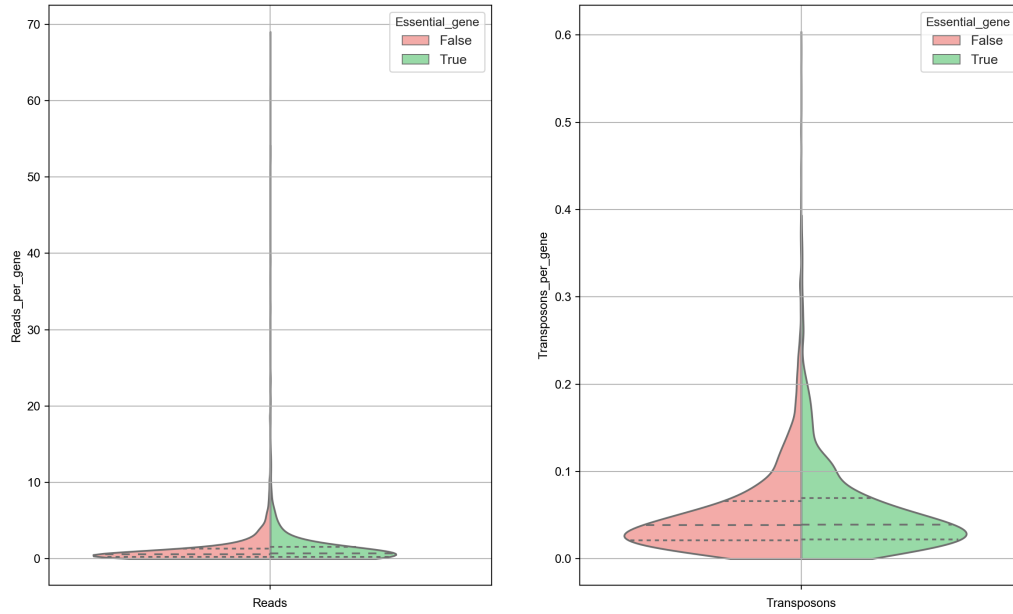 Reads_per_gene
70
60
50
40
30
20
10
0
Reads
Essential_gene
False
True
Transposons_per_gene
0.6
0.5
0.4
0.3
0.2
0.1
0.0
Transposons
Essential_gene
False
True